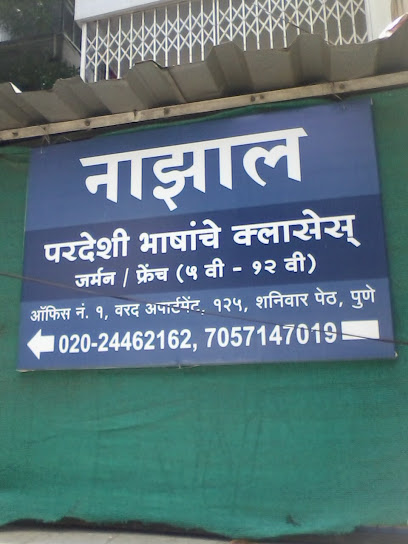 नाझाल
परदेशी भाषांचे क्लासेस्
जर्मन / फ्रेंच (५ वी - १२ वी)
ऑफिस नं. १, वरद अपार्टमेंट, १२५, शनिवार पेठ, पुणे
020-24462162, 7057147019